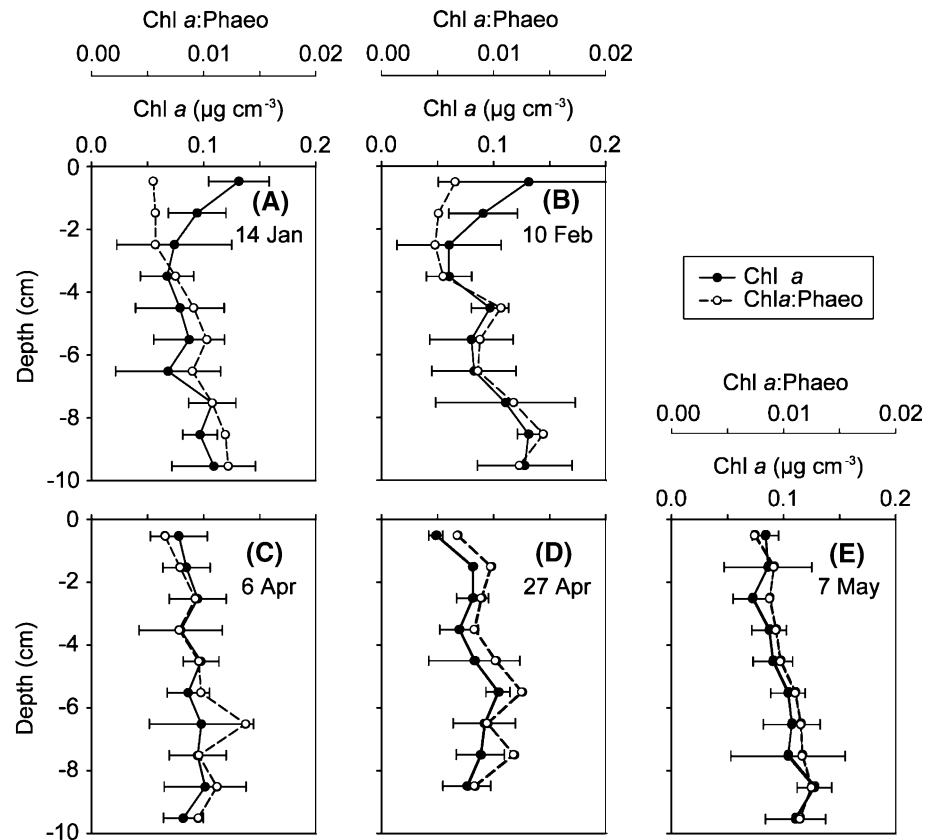 Chl a:Phaeo
0.00 0.01 0.02
Chl a (µg cm-3)
0.0 0.1 0.2
Chl a:Phaeo
0.00 0.01 0.02
Chl a (µg cm-3)
0.0 0.1 0.2
Depth (cm)
0
-2
-4
-6
-8
-10
(A)
14 Jan
(B)
10 Feb
Chl a
Chla:Phaeo
Chl a:Phaeo
0.00 0.01 0.02
Chl a (µg cm-3)
0.0 0.1 0.2
Depth (cm)
0
-2
-4
-6
-8
-10
(C)
6 Apr
(D)
27 Apr
(E)
7 May